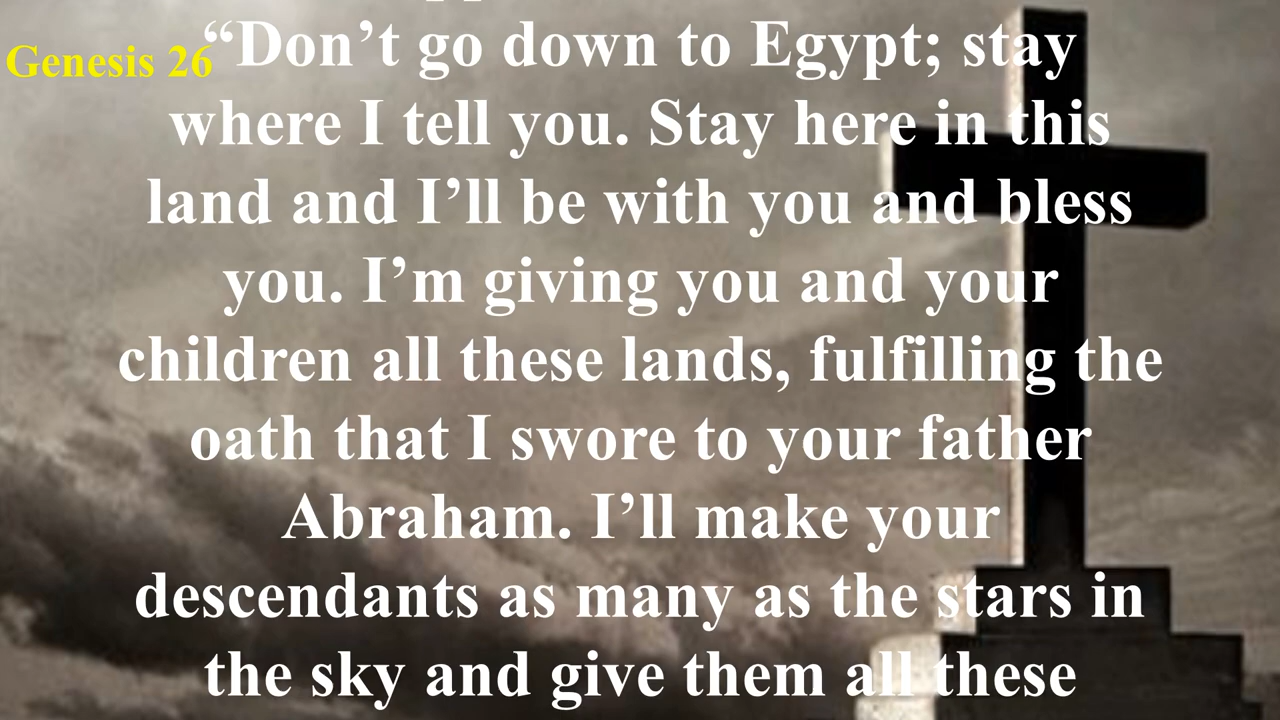 Genesis 26
“Don’t go down to Egypt; stay
where I tell you. Stay here in this
land and I’ll be with you and bless
you. I’m giving you and your
children all these lands, fulfilling the
oath that I swore to your father
Abraham. I’ll make your
descendants as many as the stars in
the sky and give them all these